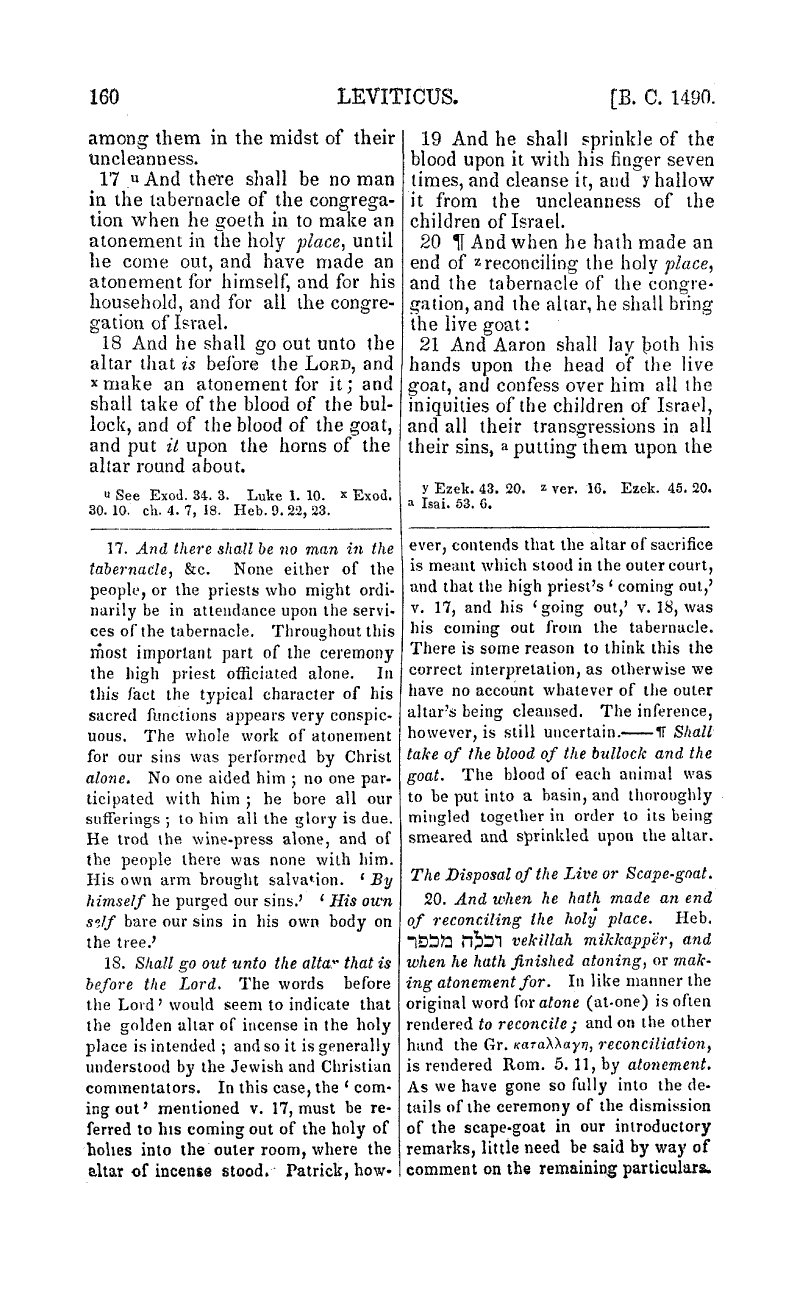 160 LEVITICUS. [B. C. 1490.
among them in the midst of their
uncleanness.
17 u And there shall be no man
in the tabernacle of the congrega-
tion when he goeth in to make an
atonement in the holy place, until
he come out, and have made an
atonement for himself, and for his
household, and for all the congre-
gation of Israel.
18 And he shall go out unto the
altar that is before the LORD, and
x make an atonement for it; and
shall take of the blood of the bul-
lock, and of the blood of the goat,
and put it upon the horns of the
altar round about.
u See Exod. 34. 3. Luke 1. 10. x Exod.
30. 10. ch. 4. 7, 18. Heb. 9. 22, 23.
17. And there shall be no man in the
tabernacle, &c. None either of the
people, or the priests who might ordi-
narily be in attendance upon the servi-
ces of the tabernacle. Throughout this
most important part of the ceremony
the high priest officiated alone. In
this fact the typical character of his
sacred functions appears very conspic-
uous. The whole work of atonement
for our sins was performed by Christ
alone. No one aided him ; no one par-
ticipated with him ; he bore all our
sufferings ; to him all the glory is due.
He trod the wine-press alone, and of
the people there was none with him.
His own arm brought salvation. ‘ By
himself he purged our sins.’ ‘ His own
self bare our sins in his own body on
the tree.’
18. Shall go out unto the altar that is
before the Lord. The words before
the Lord’ would seem to indicate that
the golden altar of incense in the holy
place is intended ; and so it is generally
understood by the Jewish and Christian
commentators. In this case, the ‘ com-
ing out’ mentioned v. 17, must be re-
ferred to his coming out of the holy of
holies into the outer room, where the
altar of incense stood. Patrick, how-
19 And he shall sprinkle of the
blood upon it with his finger seven
times, and cleanse it, and y hallow
it from the uncleanness of the
children of Israel.
20 ¶ And when he hath made an
end of z reconciling the holy place,
and the tabernacle of the congre-
gation, and the altar, he shall bring
the live goat :
21 And Aaron shall lay both his
hands upon the head of the live
goat, and confess over him all the
iniquities of the children of Israel,
and all their transgressions in all
their sins, a putting them upon the
y Ezek. 43. 20. z ver. 16. Ezek. 45. 20.
a Isai. 53. 6.
ever, contends that the altar of sacrifice
is meant which stood in the outer court,
and that the high priest’s ‘ coming out,’
v. 17, and his ‘going out,’ v. 18, was
his coming out from the tabernacle.
There is some reason to think this the
correct interpretation, as otherwise we
have no account whatever of the outer
altar’s being cleansed. The inference,
however, is still uncertain.—¶ Shall
take of the blood of the bullock and the
goat. The blood of each animal was
to be put into a basin, and thoroughly
mingled together in order to its being
smeared and sprinkled upon the altar.
The Disposal of the Live or Scape-goat.
20. And when he hath made an end
of reconciling the holy place. Heb.
וכלה מכפר vekillah mikkappër, and
when he hath finished atoning, or mak-
ing atonement for. In like manner the
original word for atone (at-one) is often
rendered to reconcile ; and on the other
hand the Gr. καταλλαγη, reconciliation,
is rendered Rom. 5. 11, by atonement.
As we have gone so fully into the de-
tails of the ceremony of the dismission
of the scape-goat in our introductory
remarks, little need be said by way of
comment on the remaining particulars.